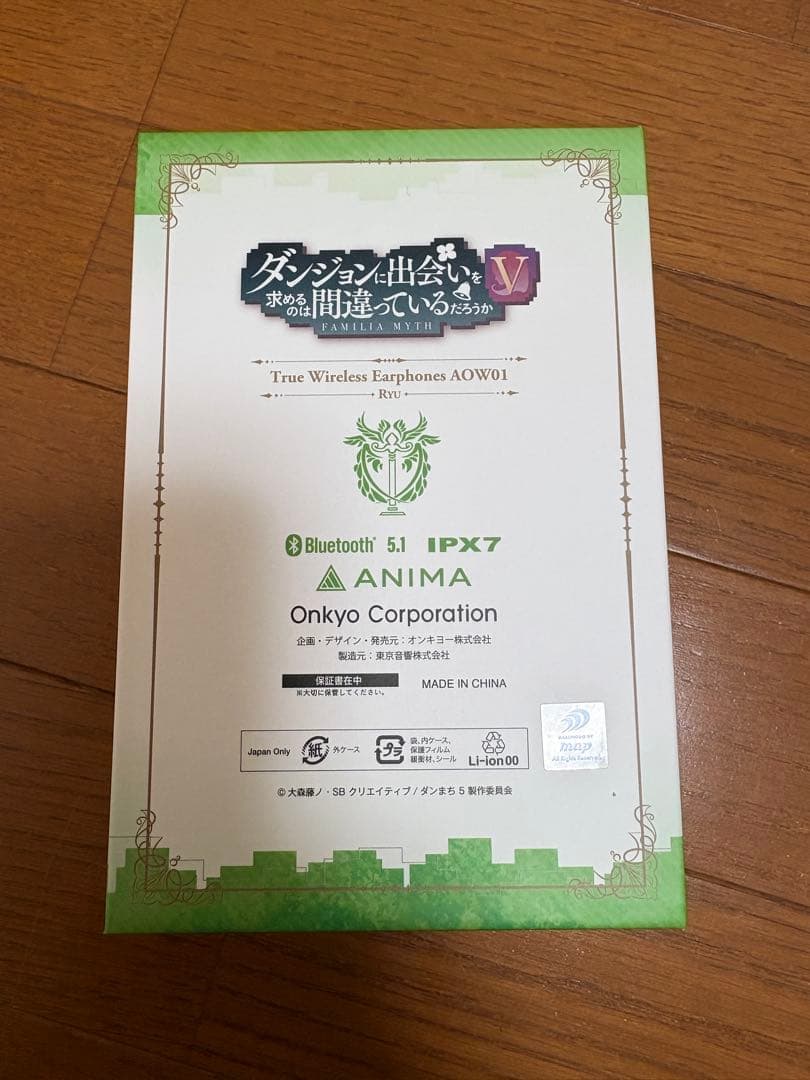 ダンジョンに出会いを
求めるのは間違っているだろうか
V
FAMILIA MYTH
True Wireless Earphones AOW01
RYU
Bluetooth® 5.1 IPX7
ANIMA
Onkyo Corporation
企画・デザイン・発売元：オンキヨー株式会社
製造元：東京音響株式会社
保証書在中
※大切に保管してください。
MADE IN CHINA
Japan Only
紙
外ケース
プラ
袋、内ケース、
保護フィルム
緩衝材、シール
Li-ion00
map
All Rights Reserved
© 大森藤ノ・SB クリエイティブ / ダンまち 5 製作委員会